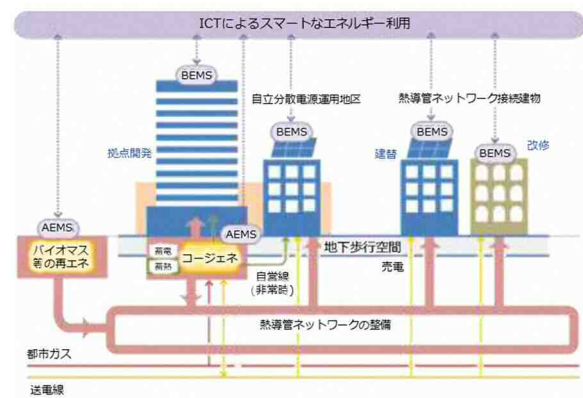 ICTによるスマートなエネルギー利用
BEMS
自立分散電源運用地区
熱導管ネットワーク接続建物
BEMS
BEMS
BEMS
拠点開発
建替
改修
AEMS
AEMS
バイオマス
等の再エネ
蓄電
蓄熱
コージェネ
地下歩行空間
自営線
(非常時)
売電
熱導管ネットワークの整備
都市ガス
送電線